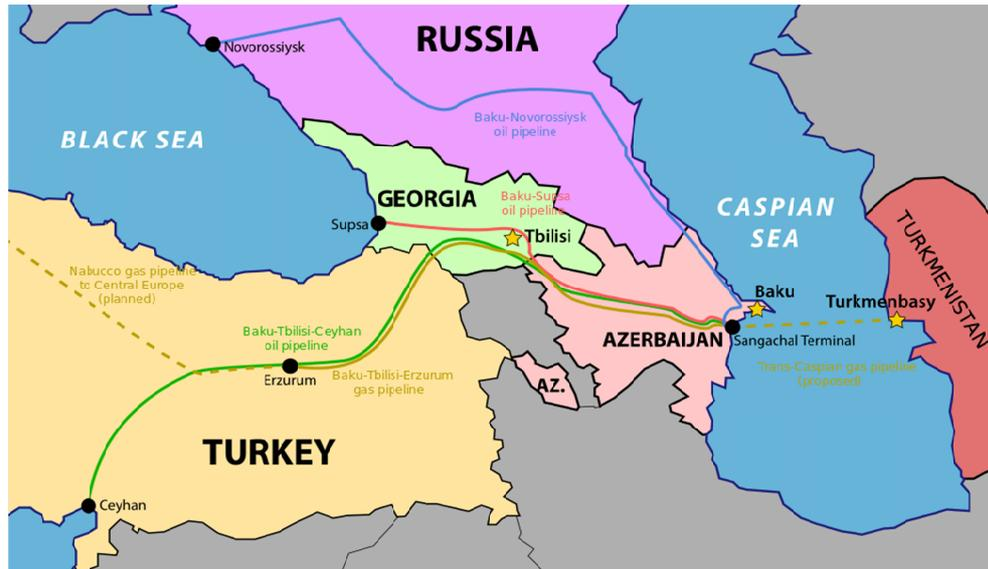 RUSSIA
Novorossiysk
Baku-Novorossiysk
oil pipeline
BLACK SEA
GEORGIA
Baku-Supsa
oil pipeline
Supsa
Tbilisi
CASPIAN
SEA
TURKMENISTAN
Nabucco gas pipeline
to Central Europe
(planned)
Baku
Turkmenbasy
Baku-Tbilisi-Ceyhan
oil pipeline
AZERBAIJAN
Sangachal Terminal
Erzurum
Baku-Tbilisi-Erzurum
gas pipeline
Trans-Caspian gas pipeline
(proposed)
AZ.
TURKEY
Ceyhan